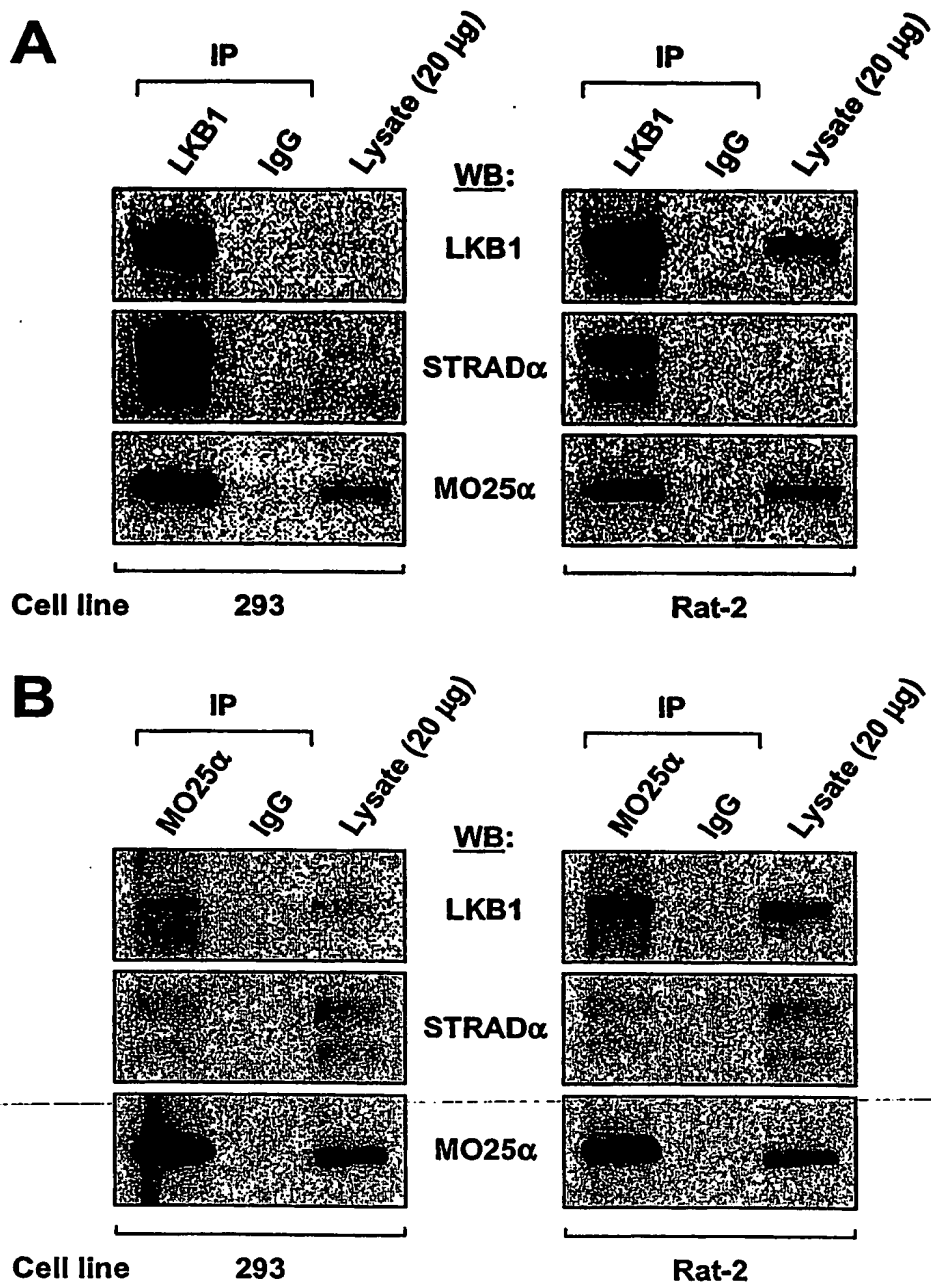 A
IP
IP
LKB1
IgG
Lysate (20 µg)
LKB1
IgG
Lysate (20 µg)
WB:
LKB1
STRADα
MO25α
Cell line
293
Rat-2
B
IP
IP
MO25α
IgG
Lysate (20 µg)
MO25α
IgG
Lysate (20 µg)
WB:
LKB1
STRADα
MO25α
Cell line
293
Rat-2